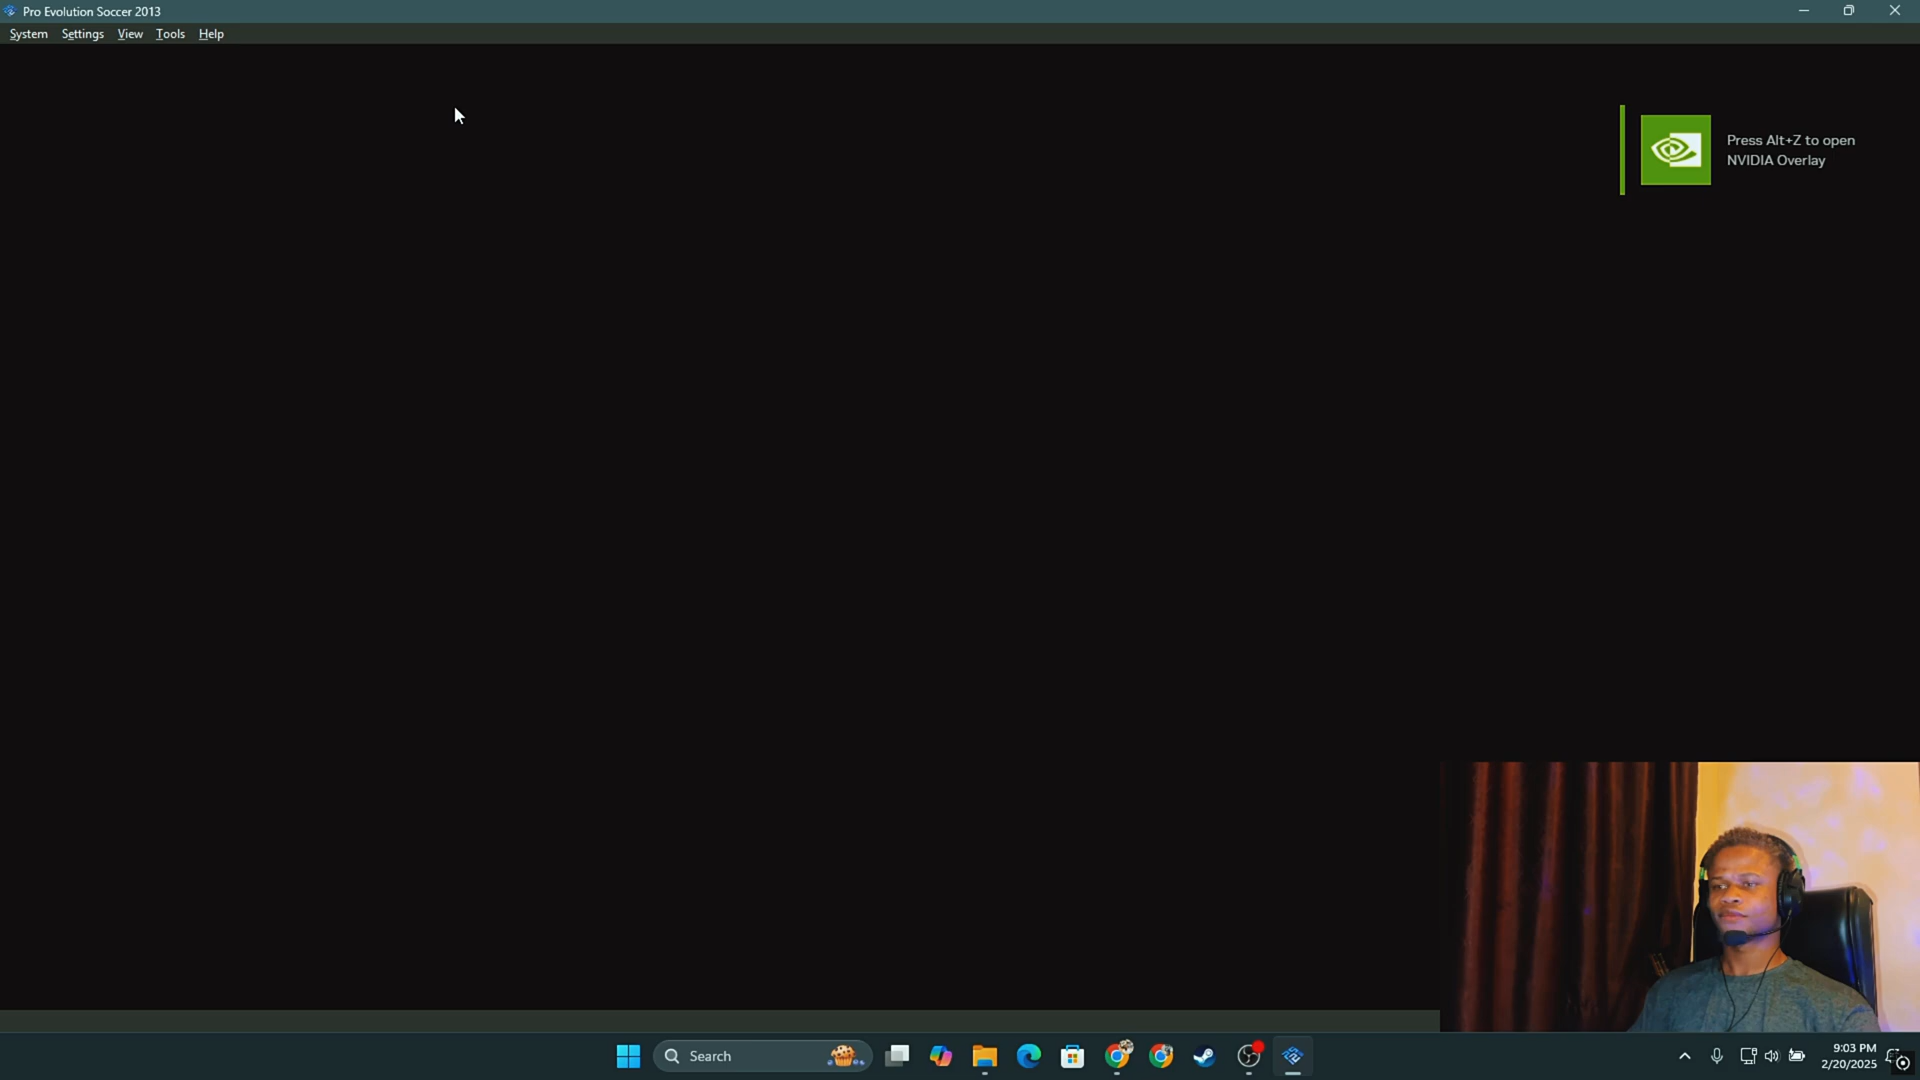 Pro Evolution Soccer 2013
System Settings View Tools Help
Press Alt+Z to open
NVIDIA Overlay
Search
9:03 PM
2/20/2025